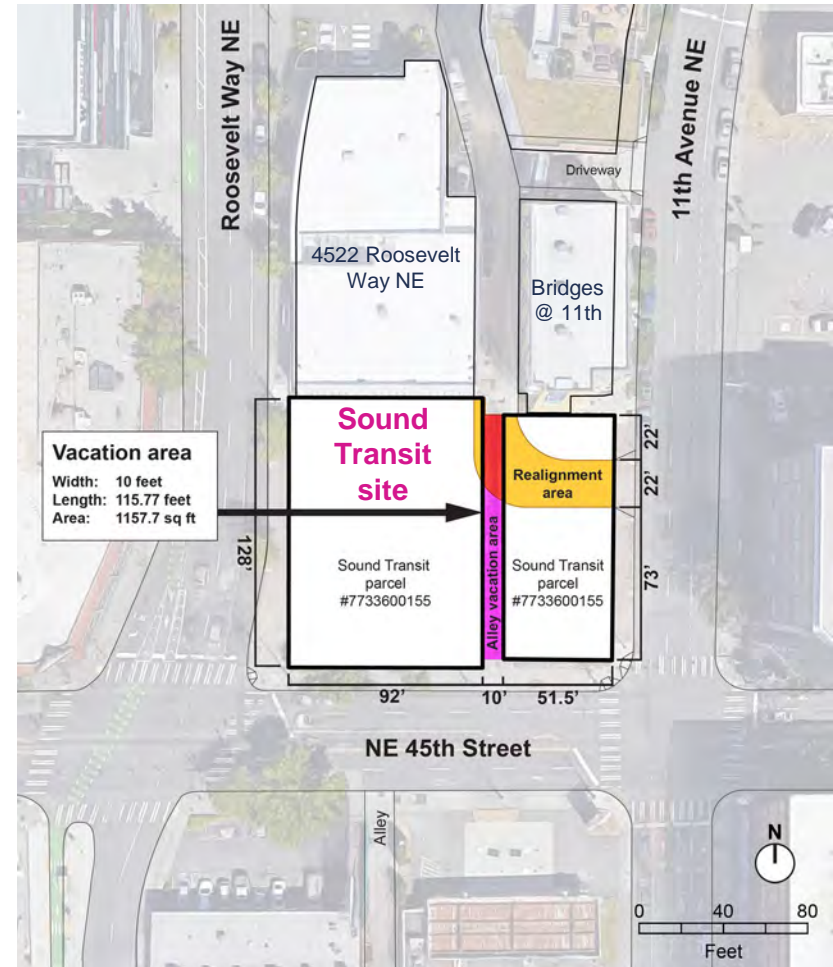 Roosevelt Way NE
11th Avenue NE
Driveway
4522 Roosevelt
Way NE
Bridges
@ 11th
Sound
Transit
site
Vacation area
Width: 10 feet
Length: 115.77 feet
Area: 1157.7 sq ft
Realignment
area
22'
22'
73'
128'
Sound Transit
parcel
#7733600155
Alley vacation area
Sound Transit
parcel
#7733600155
92'
10'
51.5'
NE 45th Street
Alley
N
0 40 80
Feet